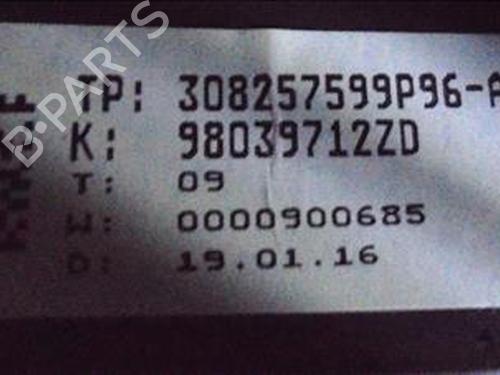 B-PARTS
TP: 308257599P96-A
K: 98039712ZD
T: 09
W: 0000900685
D: 19.01.16